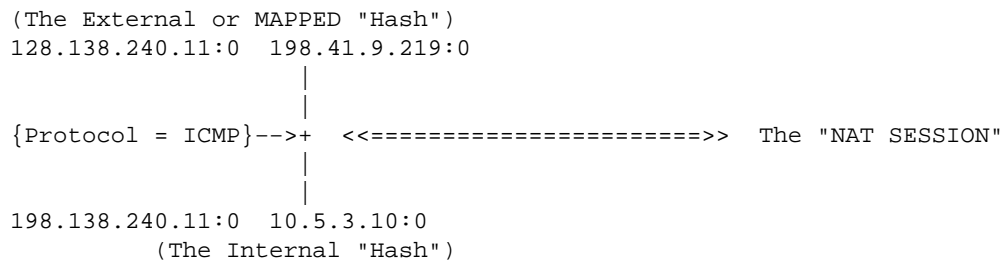 (The External or MAPPED "Hash")
128.138.240.11:0  198.41.9.219:0
|
|
{Protocol = ICMP}-->+  <<=======================>>  The "NAT SESSION"
|
|
198.138.240.11:0  10.5.3.10:0
(The Internal "Hash")